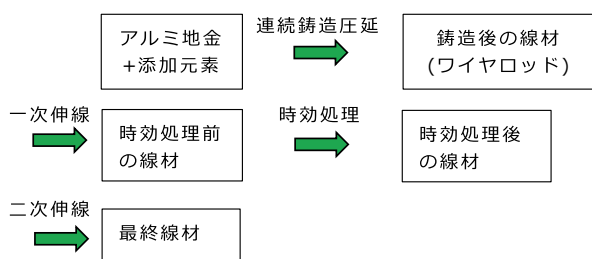 アルミ地金
+添加元素
連続鋳造圧延
鋳造後の線材
(ワイヤロッド)
一次伸線
時効処理前
の線材
時効処理
時効処理後
の線材
二次伸線
最終線材